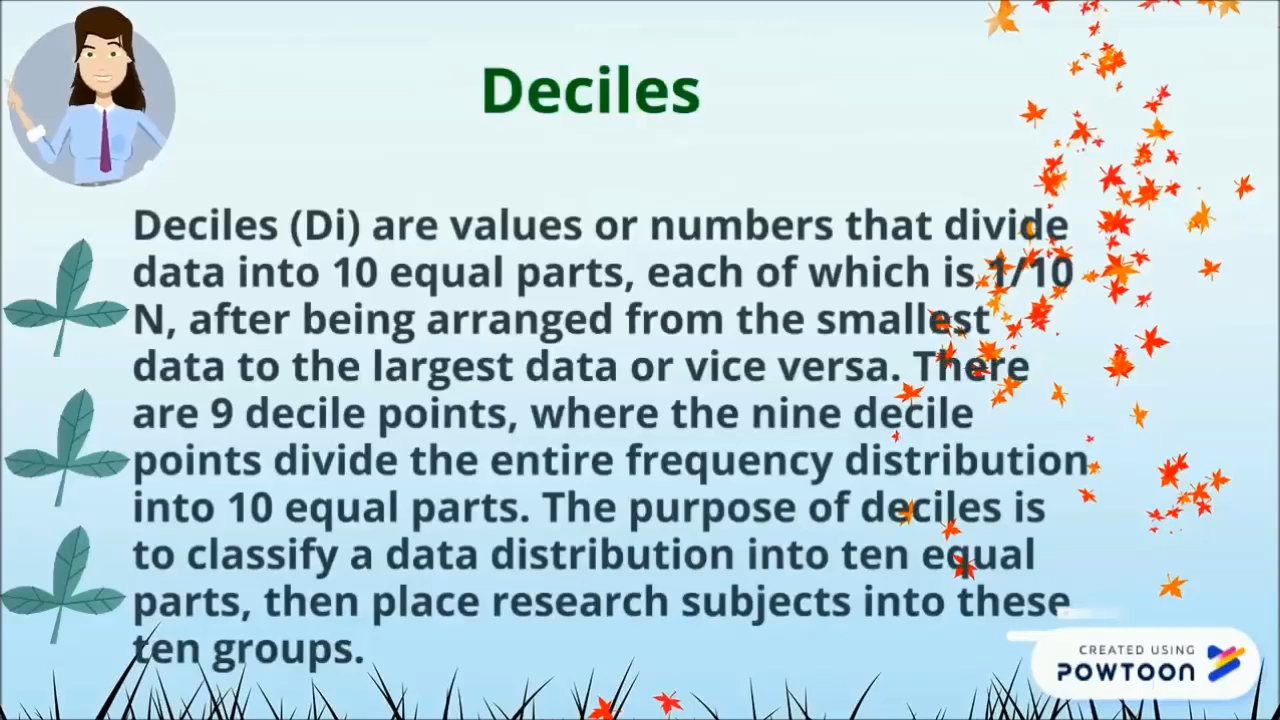 Deciles
Deciles (Di) are values or numbers that divide
data into 10 equal parts, each of which is 1/10
N, after being arranged from the smallest
data to the largest data or vice versa. There
are 9 decile points, where the nine decile
points divide the entire frequency distribution
into 10 equal parts. The purpose of deciles is
to classify a data distribution into ten equal
parts, then place research subjects into these
ten groups.
CREATED USING
POWTOON